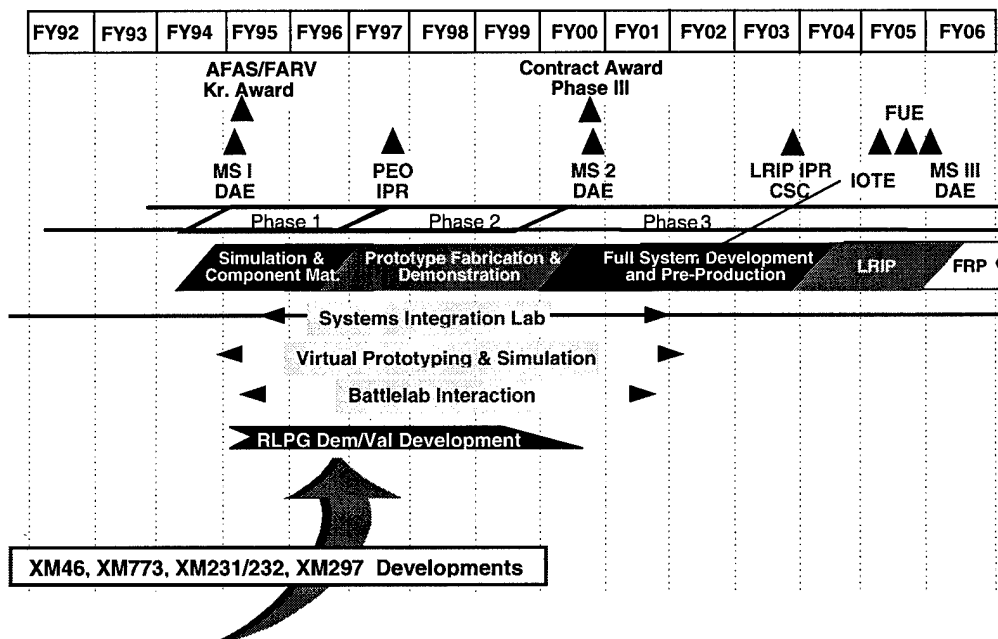 FY92 FY93 FY94 FY95 FY96 FY97 FY98 FY99 FY00 FY01 FY02 FY03 FY04 FY05 FY06
AFAS/FARV
Kr. Award
Contract Award
Phase III
FUE
MS I
DAE
PEO
IPR
MS 2
DAE
LRIP IPR
CSC
IOTE
MS III
DAE
Phase 1
Phase 2
Phase 3
Simulation &
Component Mat.
Prototype Fabrication &
Demonstration
Full System Development
and Pre-Production
LRIP
FRP
Systems Integration Lab
Virtual Prototyping & Simulation
Battlelab Interaction
RLPG Dem/Val Development
XM46, XM773, XM231/232, XM297 Developments